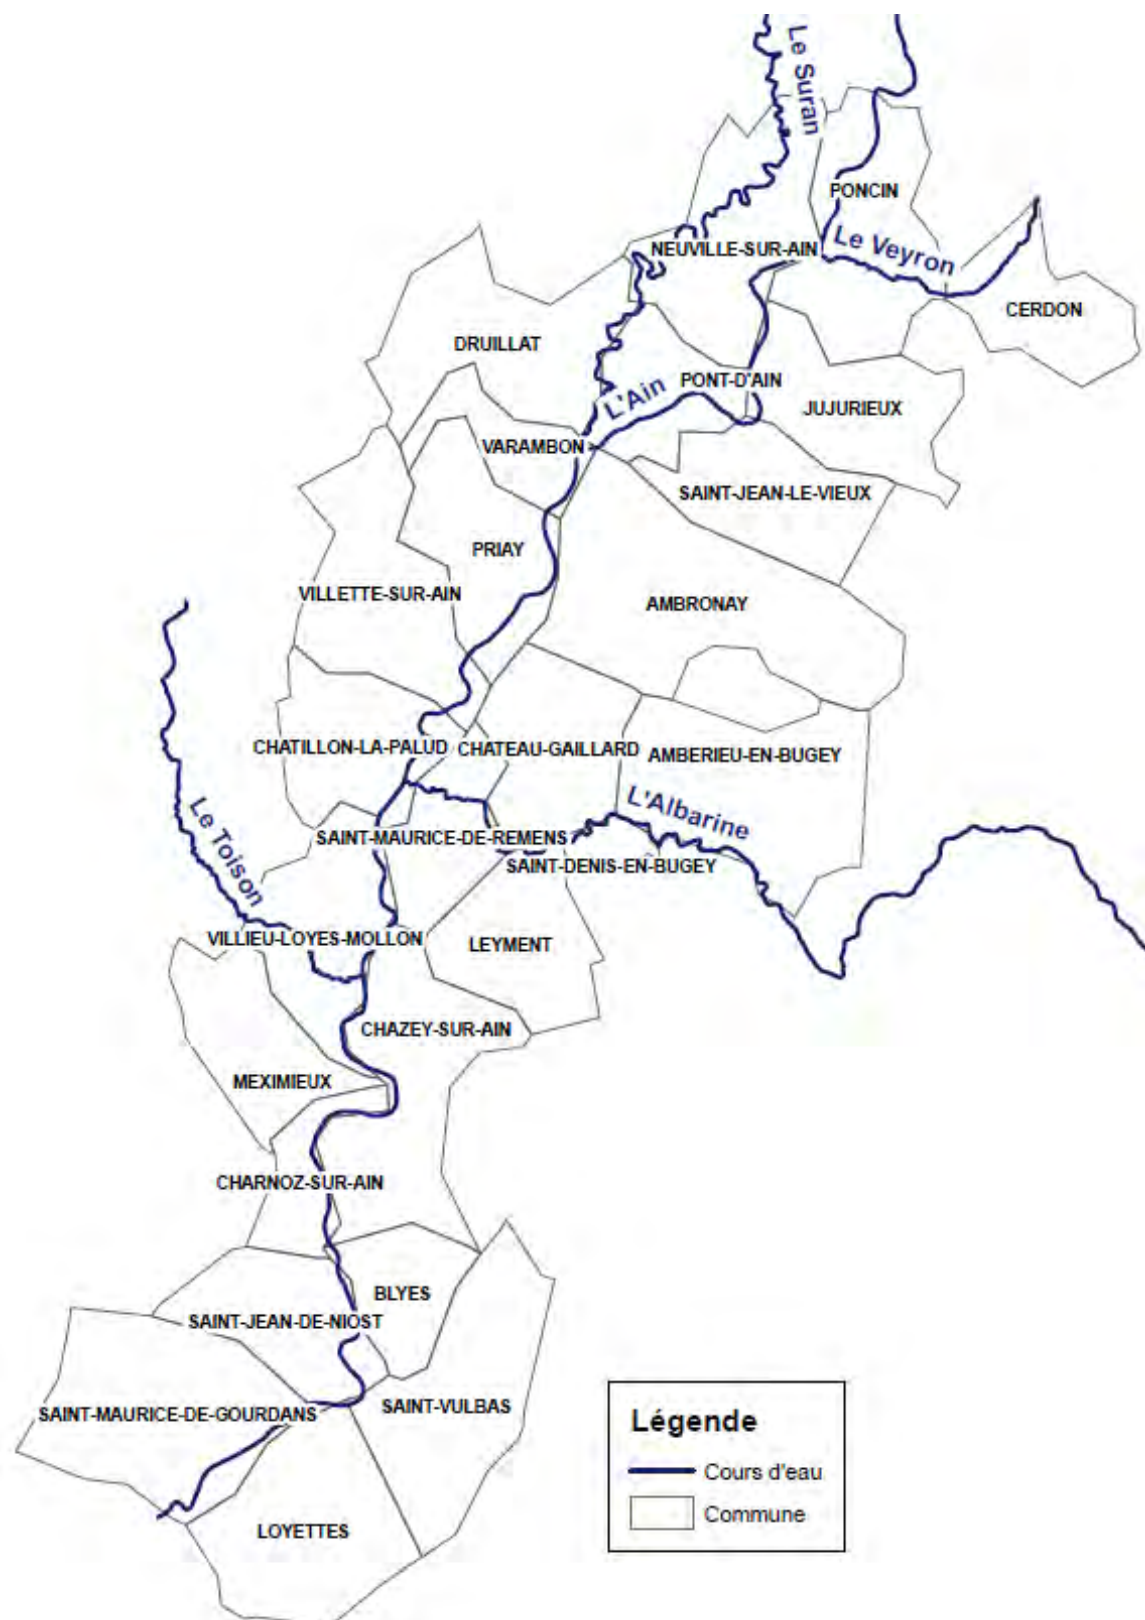 Le Suran
PONCIN
Le Veyron
NEUVILLE-SUR-AIN
CERDON
DRUILLAT
PONT-D'AIN
L'Ain
JUJURIEUX
VARAMBON
SAINT-JEAN-LE-VIEUX
PRIAY
VILLETTE-SUR-AIN
AMBRONAY
CHATILLON-LA-PALUD
CHATEAU-GAILLARD
AMBERIEU-EN-BUGEY
L'Albarine
Le Toison
SAINT-MAURICE-DE-REMENS
SAINT-DENIS-EN-BUGEY
VILLIEU-LOYES-MOLLON
LEYMENT
CHAZEY-SUR-AIN
MEXIMIEUX
CHARNOZ-SUR-AIN
BLYES
SAINT-JEAN-DE-NIOST
SAINT-MAURICE-DE-GOURDANS
SAINT-VULBAS
LOYETTES
Légende
Cours d'eau
Commune